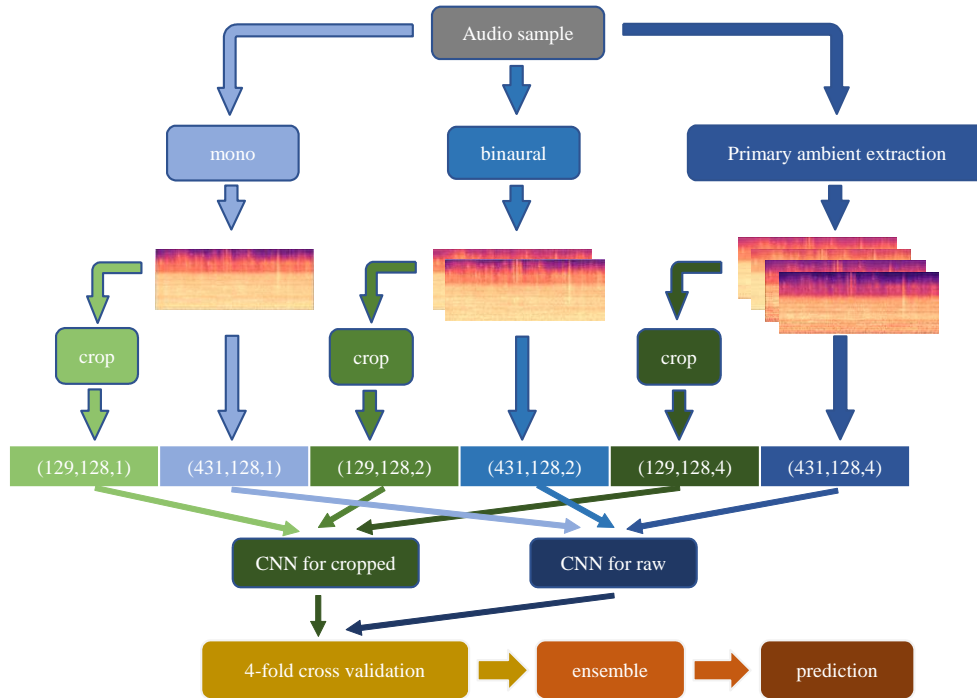 Audio sample
mono
binaural
Primary ambient extraction
crop
crop
crop
(129,128,1)
(431,128,1)
(129,128,2)
(431,128,2)
(129,128,4)
(431,128,4)
CNN for cropped
CNN for raw
4-fold cross validation
ensemble
prediction